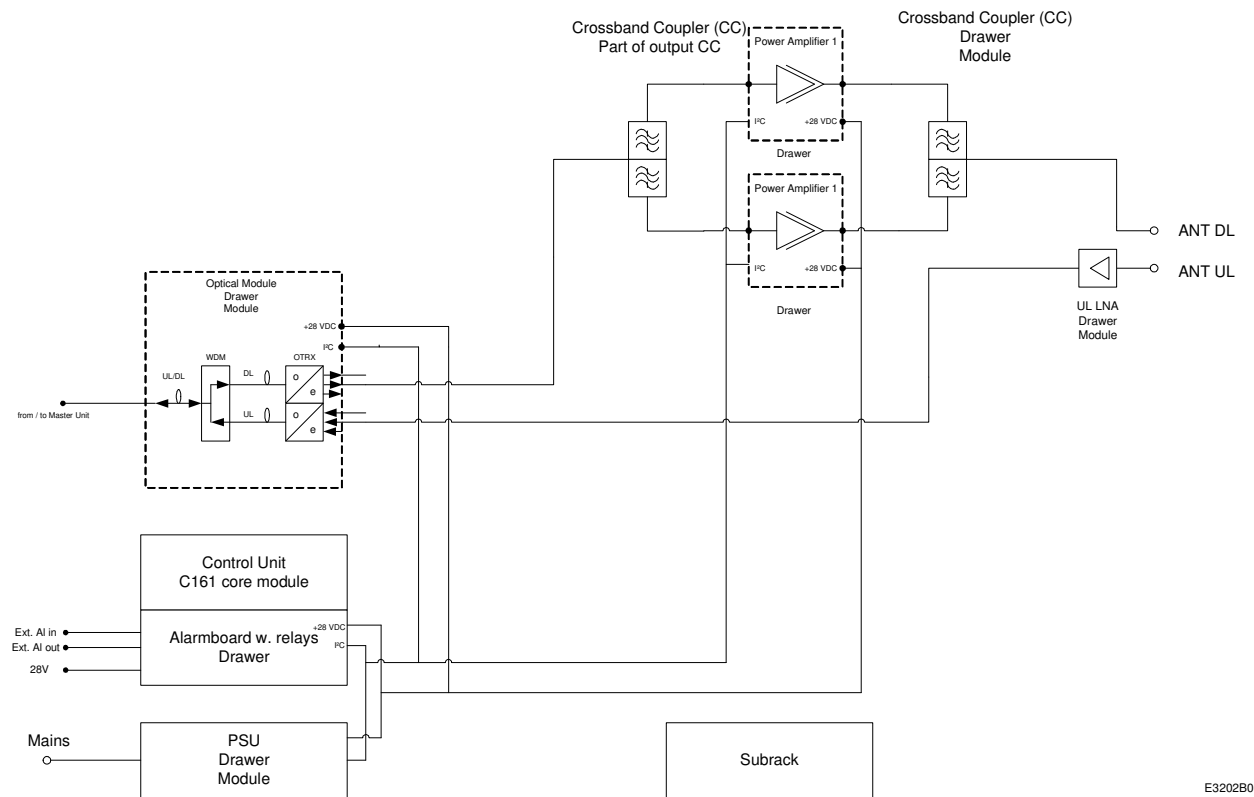 Crossband Coupler (CC)
Part of output CC
Power Amplifier 1
I²C
+28 VDC
Drawer
Crossband Coupler (CC)
Drawer
Module
Power Amplifier 1
I²C
+28 VDC
Drawer
ANT DL
ANT UL
UL LNA
Drawer
Module
Optical Module
Drawer
Module
+28 VDC
I²C
WDM
OTRX
UL/DL
DL
o
e
from / to Master Unit
UL
o
e
Control Unit
C161 core module
Ext. Al in
Ext. Al out
28V
Alarmboard w. relays
Drawer
+28 VDC
I²C
Mains
PSU
Drawer
Module
Subrack
E3202B0